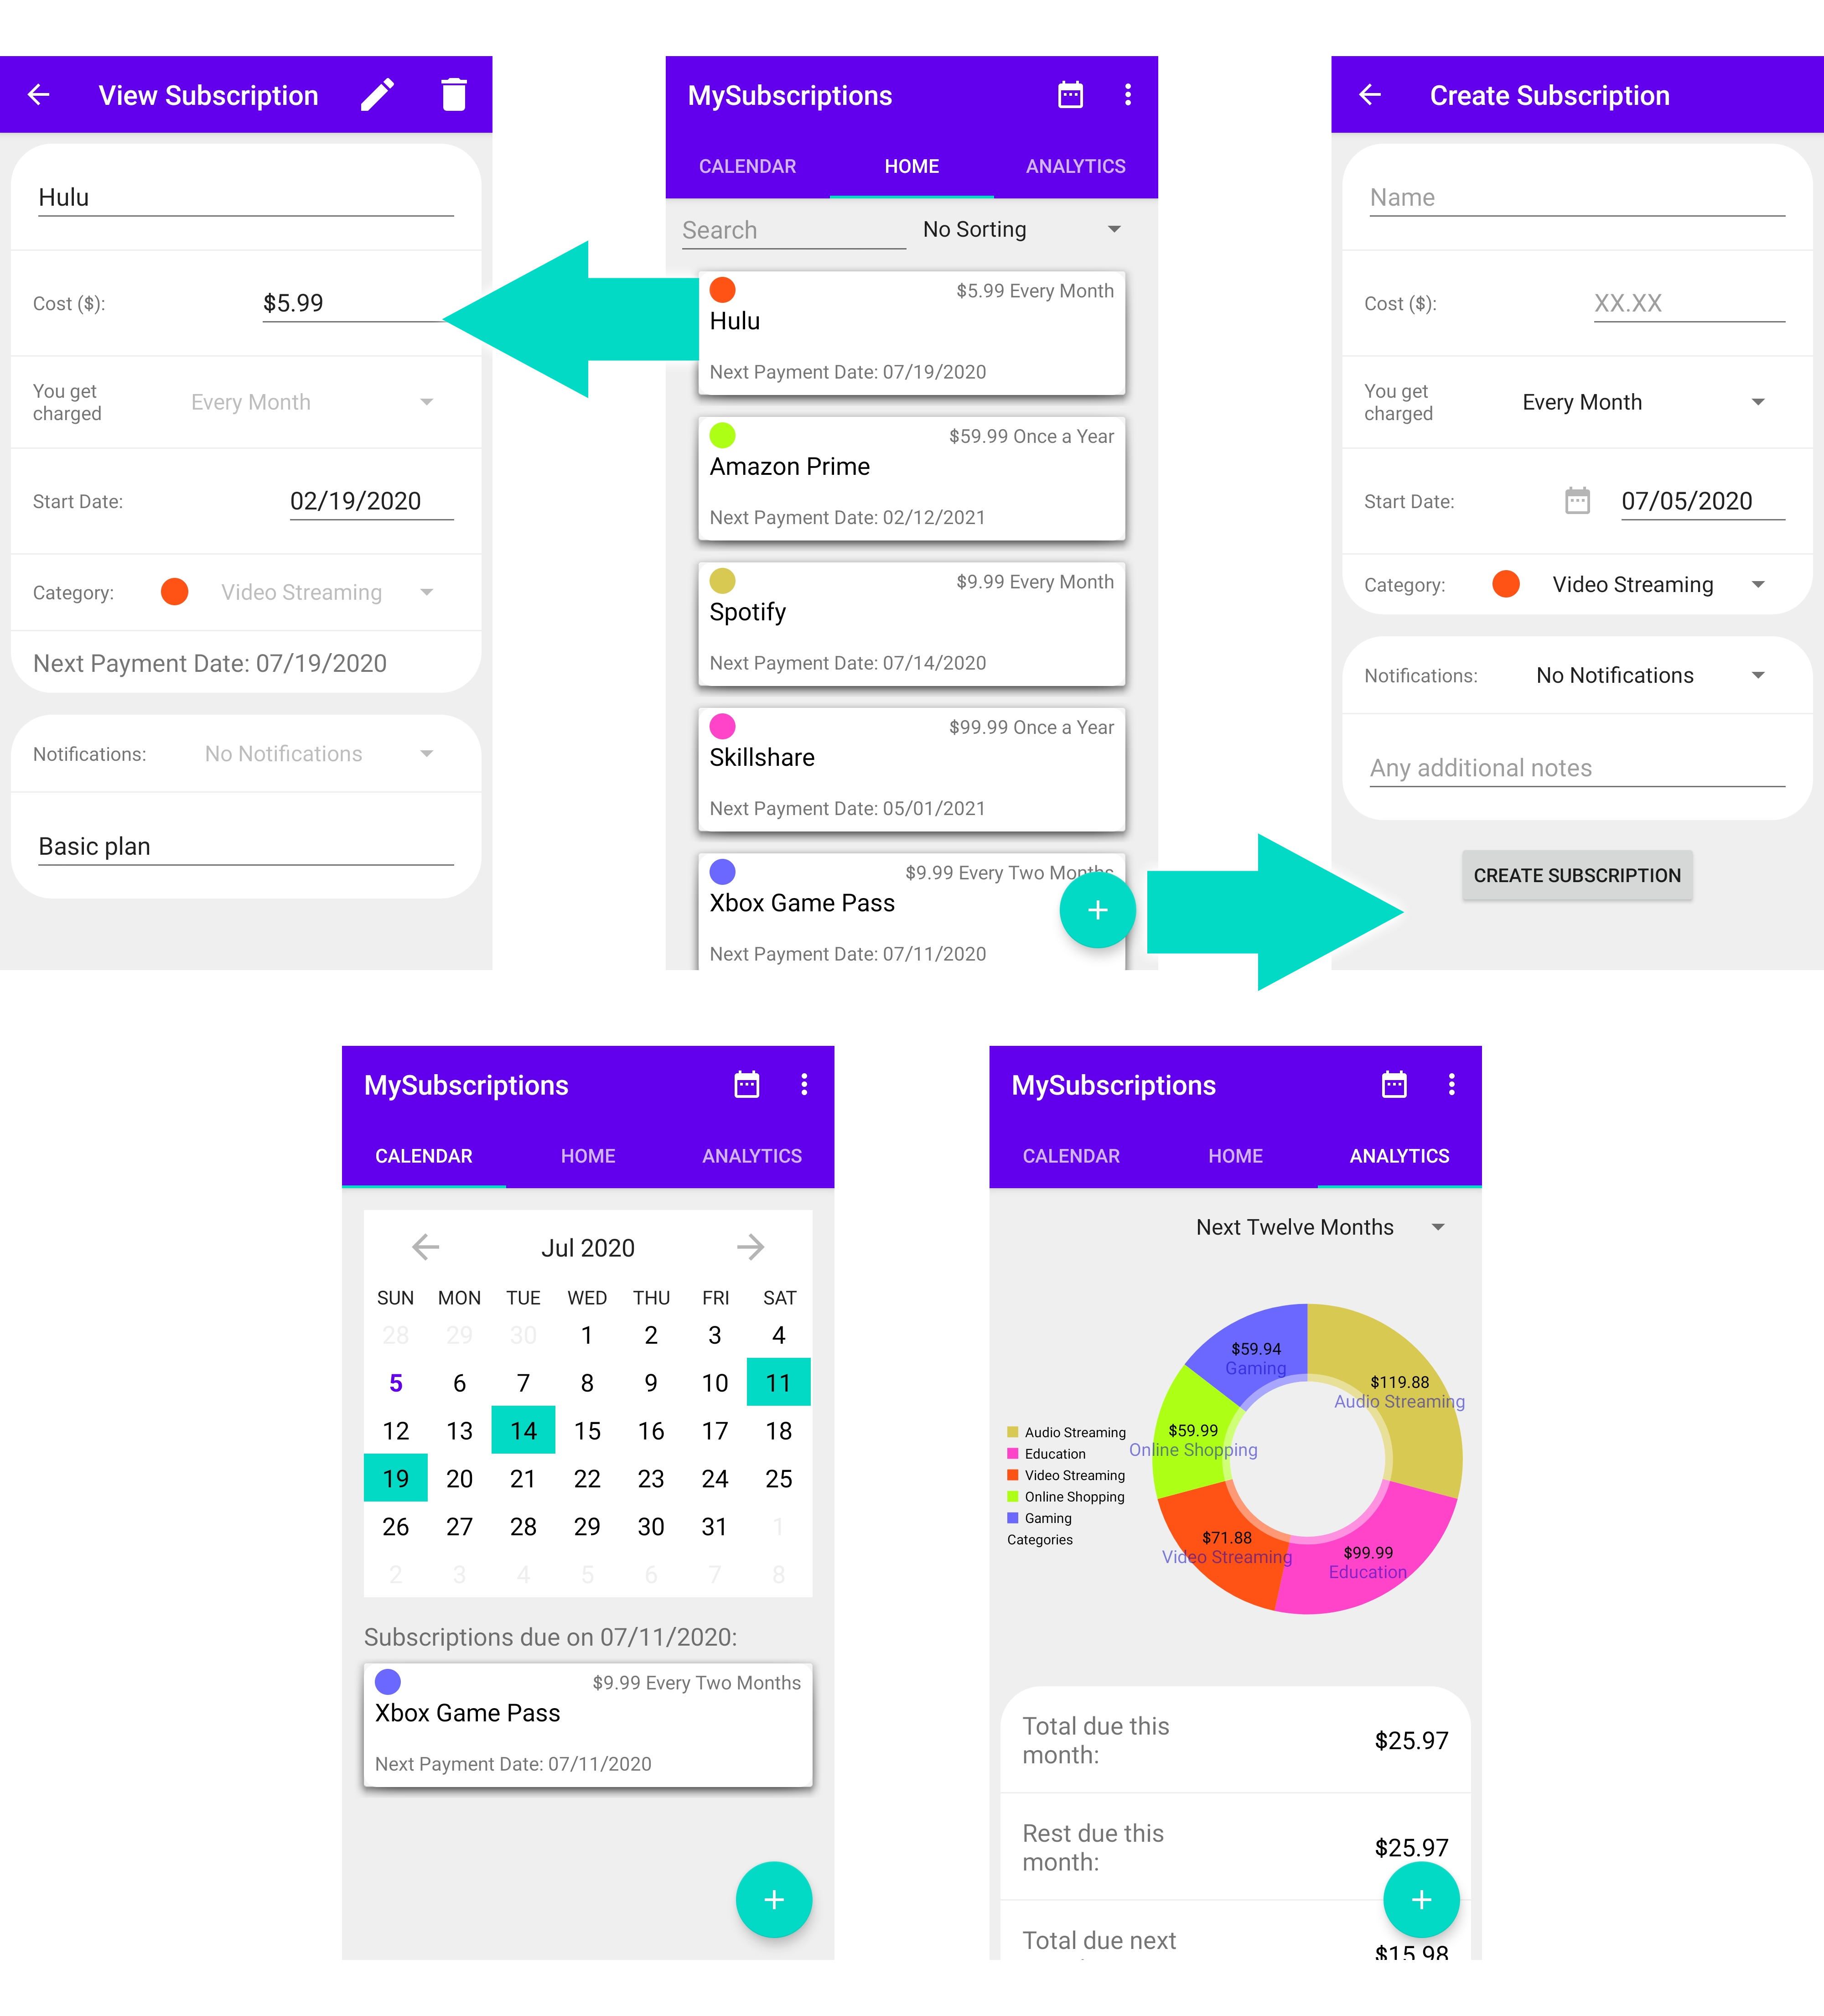 View Subscription
Hulu
Cost ($):
$5.99
You get
charged
Every Month
Start Date:
02/19/2020
Category:
Video Streaming
Next Payment Date: 07/19/2020
Notifications:
No Notifications
Basic plan
MySubscriptions
CALENDAR
HOME
ANALYTICS
Search
No Sorting
$5.99 Every Month
Hulu
Next Payment Date: 07/19/2020
$59.99 Once a Year
Amazon Prime
Next Payment Date: 02/12/2021
$9.99 Every Month
Spotify
Next Payment Date: 07/14/2020
$99.99 Once a Year
Skillshare
Next Payment Date: 05/01/2021
$9.99 Every Two Months
Xbox Game Pass
Next Payment Date: 07/11/2020
Create Subscription
Name
Cost ($):
XX.XX
You get
charged
Every Month
Start Date:
07/05/2020
Category:
Video Streaming
Notifications:
No Notifications
Any additional notes
CREATE SUBSCRIPTION
MySubscriptions
CALENDAR
HOME
ANALYTICS
Jul 2020
SUN MON TUE WED THU FRI SAT
28 29 30 1 2 3 4
5 6 7 8 9 10 11
12 13 14 15 16 17 18
19 20 21 22 23 24 25
26 27 28 29 30 31 1
2 3 4 5 6 7 8
Subscriptions due on 07/11/2020:
$9.99 Every Two Months
Xbox Game Pass
Next Payment Date: 07/11/2020
MySubscriptions
CALENDAR
HOME
ANALYTICS
Next Twelve Months
Audio Streaming
Education
Video Streaming
Online Shopping
Gaming
Categories
$59.94
Gaming
$119.88
Audio Streaming
$59.99
Online Shopping
$71.88
Video Streaming
$99.99
Education
Total due this
month:
$25.97
Rest due this
month:
$25.97
Total due next
$15.98